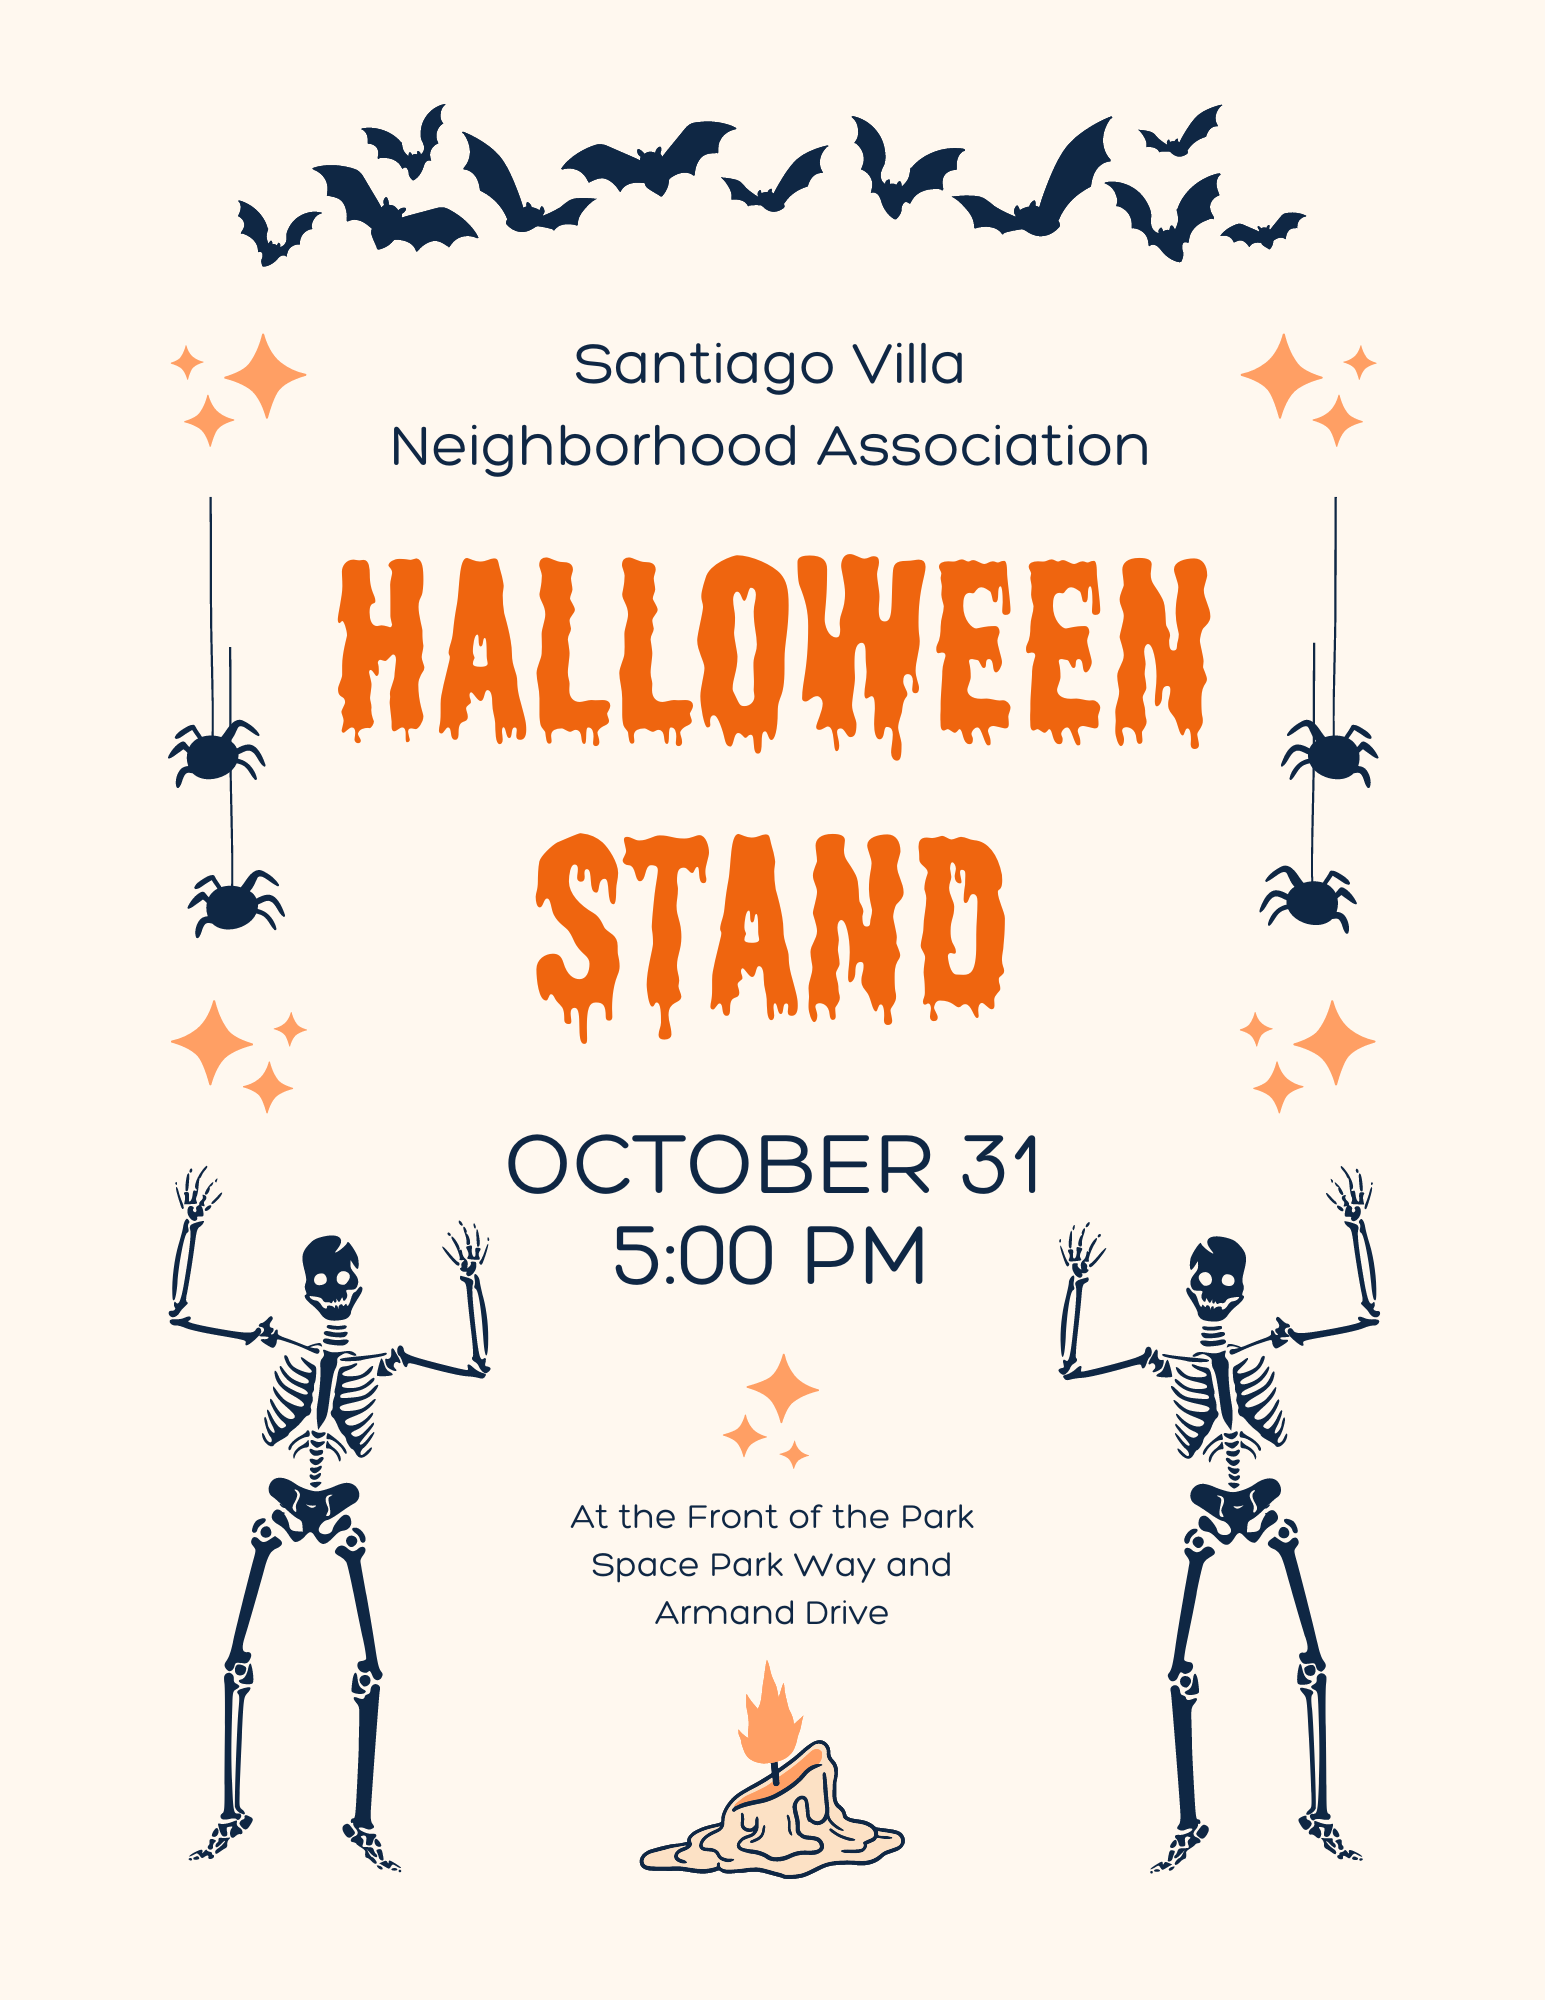 Santiago Villa
Neighborhood Association
HALLOWEEN
STAND
OCTOBER 31
5:00 PM
At the Front of the Park
Space Park Way and
Armand Drive